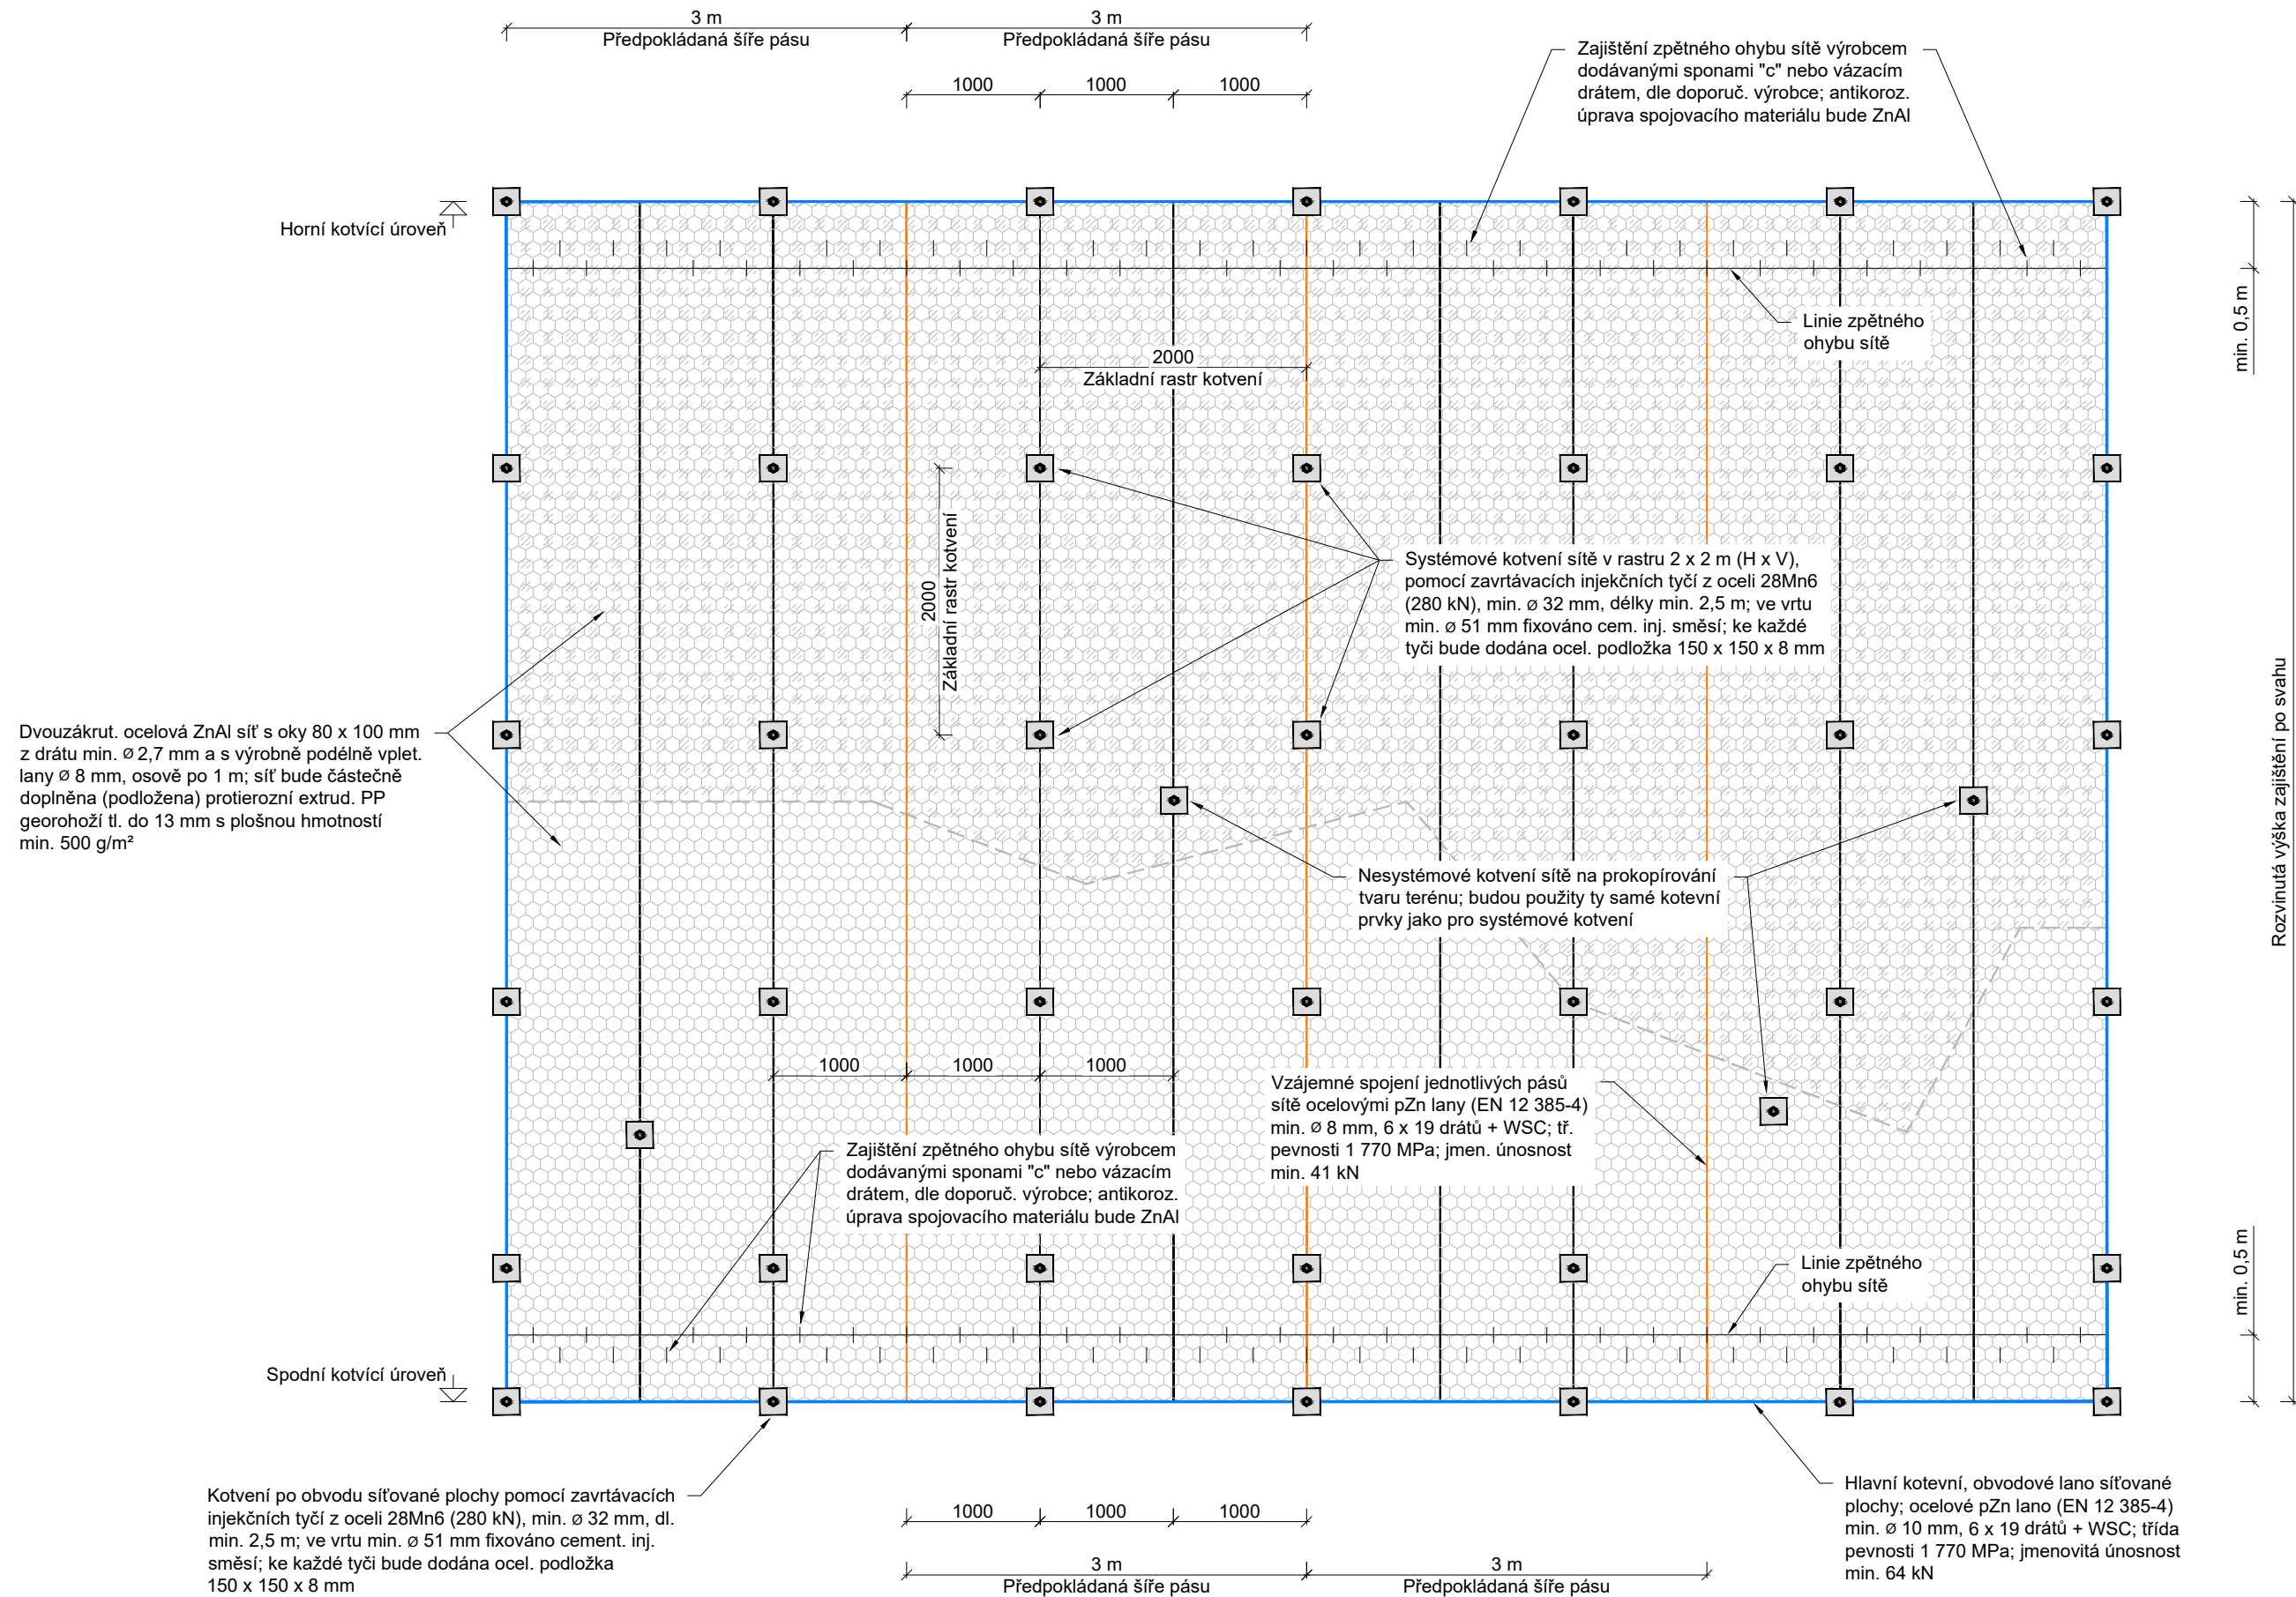 3 m
Předpokládaná šíře pásu
3 m
Předpokládaná šíře pásu
1000
1000
1000
Zajištění zpětného ohybu sítě výrobcem
dodávanými sponami "c" nebo vázacím
drátem, dle doporuč. výrobce; antikoroz.
úprava spojovacího materiálu bude ZnAl
Horní kotvící úroveň
min. 0,5 m
Linie zpětného
ohybu sítě
2000
Základní rastr kotvení
2000
Základní rastr kotvení
Systémové kotvení sítě v rastru 2 x 2 m (H x V),
pomocí zavrtávacích injekčních tyčí z oceli 28Mn6
(280 kN), min. ø 32 mm, délky min. 2,5 m; ve vrtu
min. ø 51 mm fixováno cem. inj. směsí; ke každé
tyči bude dodána ocel. podložka 150 x 150 x 8 mm
Rozvinutá výška zajištění po svahu
Dvouzákrut. ocelová ZnAl síť s oky 80 x 100 mm
z drátu min. Ø 2,7 mm a s výrobně podélně vplet.
lany Ø 8 mm, osově po 1 m; síť bude částečně
doplněna (podložena) protierozní extrud. PP
georohoží tl. do 13 mm s plošnou hmotností
min. 500 g/m²
Nesystémové kotvení sítě na prokopírování
tvaru terénu; budou použity ty samé kotevní
prvky jako pro systémové kotvení
1000
1000
1000
Vzájemné spojení jednotlivých pásů
sítě ocelovými pZn lany (EN 12 385-4)
min. Ø 8 mm, 6 x 19 drátů + WSC; tř.
pevnosti 1 770 MPa; jmen. únosnost
min. 41 kN
Zajištění zpětného ohybu sítě výrobcem
dodávanými sponami "c" nebo vázacím
drátem, dle doporuč. výrobce; antikoroz.
úprava spojovacího materiálu bude ZnAl
Linie zpětného
ohybu sítě
min. 0,5 m
Spodní kotvící úroveň
Kotvení po obvodu síťované plochy pomocí zavrtávacích
injekčních tyčí z oceli 28Mn6 (280 kN), min. ø 32 mm, dl.
min. 2,5 m; ve vrtu min. ø 51 mm fixováno cement. inj.
směsí; ke každé tyči bude dodána ocel. podložka
150 x 150 x 8 mm
1000
1000
1000
3 m
Předpokládaná šíře pásu
3 m
Předpokládaná šíře pásu
Hlavní kotevní, obvodové lano síťované
plochy; ocelové pZn lano (EN 12 385-4)
min. ø 10 mm, 6 x 19 drátů + WSC; třída
pevnosti 1 770 MPa; jmenovitá únosnost
min. 64 kN